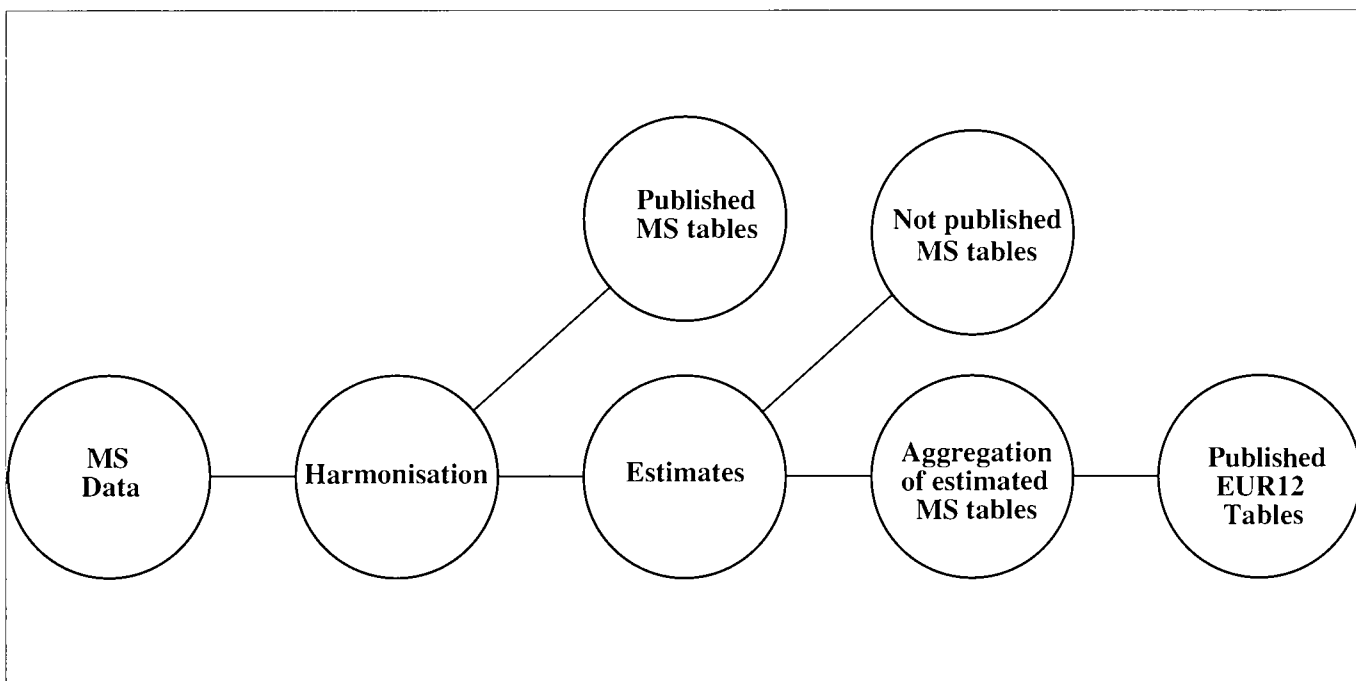 Published
MS tables
Not published
MS tables
MS
Data
Harmonisation
Estimates
Aggregation
of estimated
MS tables
Published
EUR12
Tables